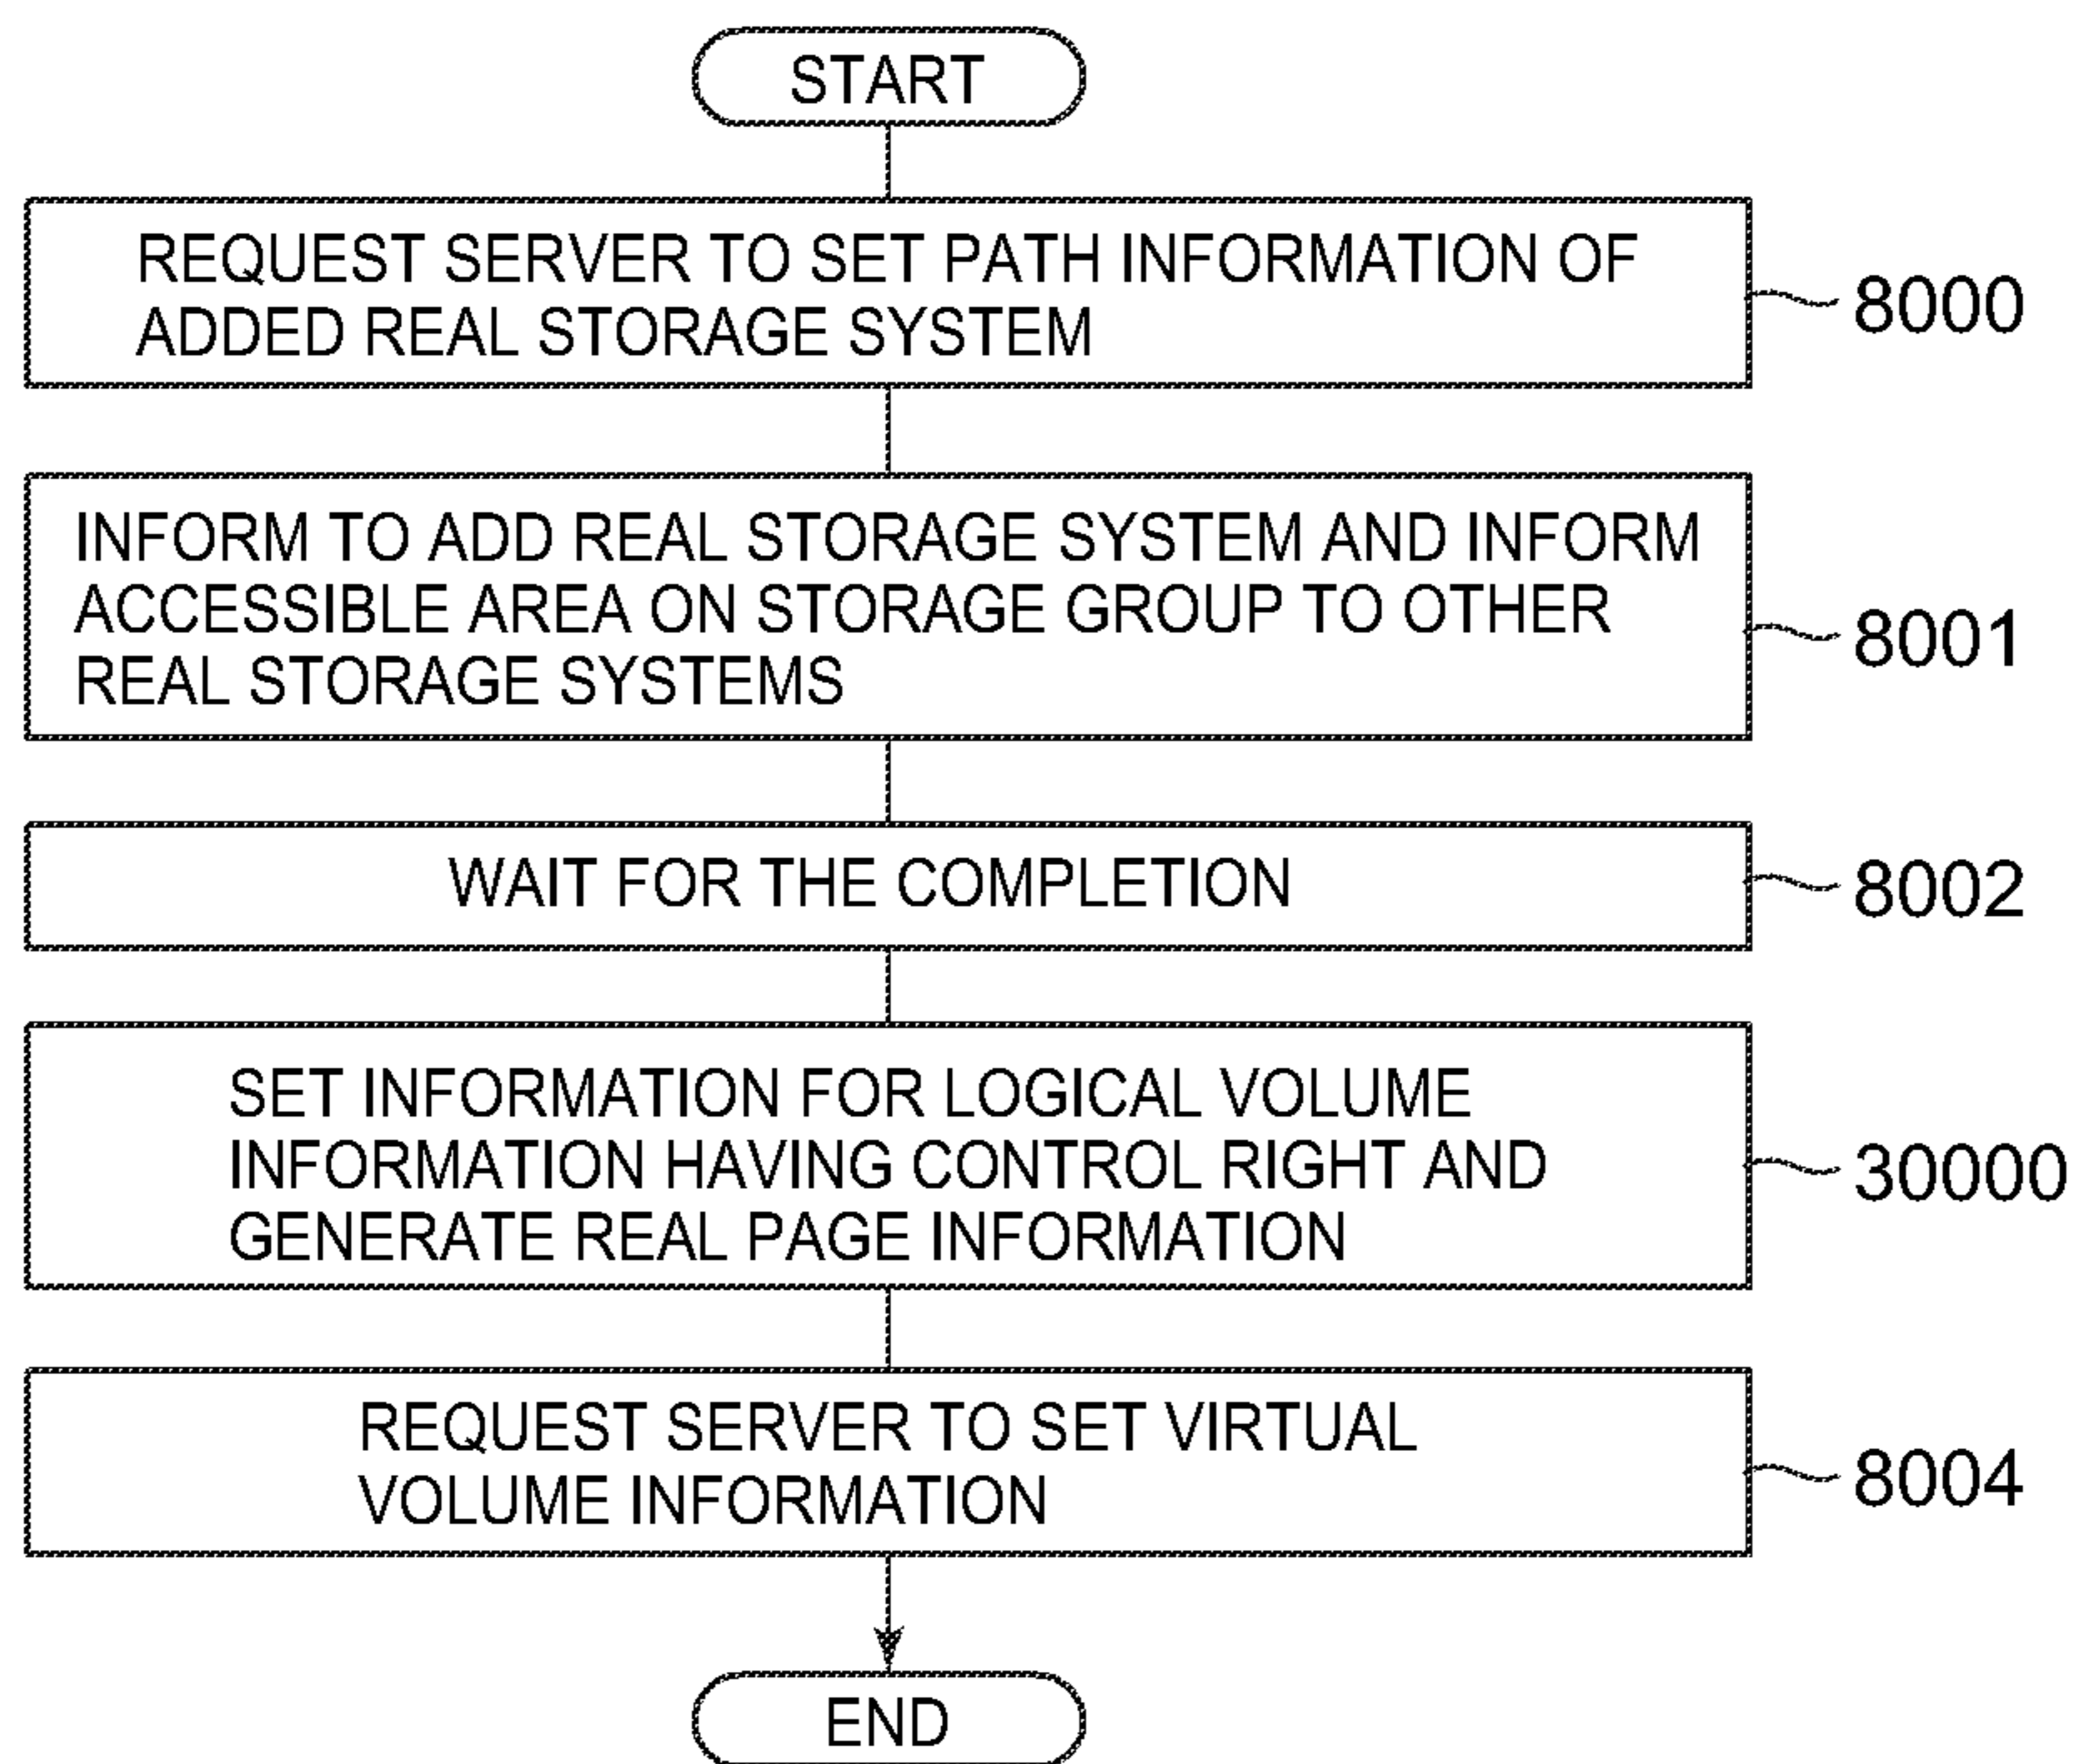 START
REQUEST SERVER TO SET PATH INFORMATION OF
ADDED REAL STORAGE SYSTEM
8000
INFORM TO ADD REAL STORAGE SYSTEM AND INFORM
ACCESSIBLE AREA ON STORAGE GROUP TO OTHER
REAL STORAGE SYSTEMS
8001
WAIT FOR THE COMPLETION
8002
SET INFORMATION FOR LOGICAL VOLUME
INFORMATION HAVING CONTROL RIGHT AND
GENERATE REAL PAGE INFORMATION
30000
REQUEST SERVER TO SET VIRTUAL
VOLUME INFORMATION
8004
END